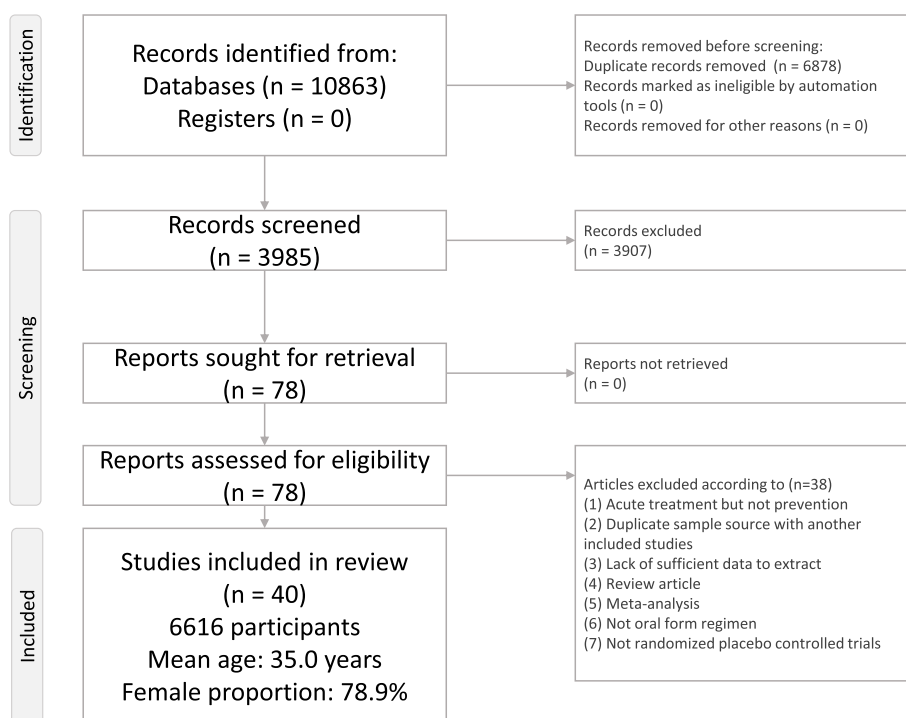 Identification
Records identified from:
Databases (n = 10863)
Registers (n = 0)
Records removed before screening:
Duplicate records removed  (n = 6878)
Records marked as ineligible by automation
tools (n = 0)
Records removed for other reasons (n = 0)
Screening
Records screened
(n = 3985)
Records excluded
(n = 3907)
Reports sought for retrieval
(n = 78)
Reports not retrieved
(n = 0)
Reports assessed for eligibility
(n = 78)
Articles excluded according to (n=38)
(1) Acute treatment but not prevention
(2) Duplicate sample source with another
included studies
(3) Lack of sufficient data to extract
(4) Review article
(5) Meta-analysis
(6) Not oral form regimen
(7) Not randomized placebo controlled trials
Included
Studies included in review
(n = 40)
6616 participants
Mean age: 35.0 years
Female proportion: 78.9%